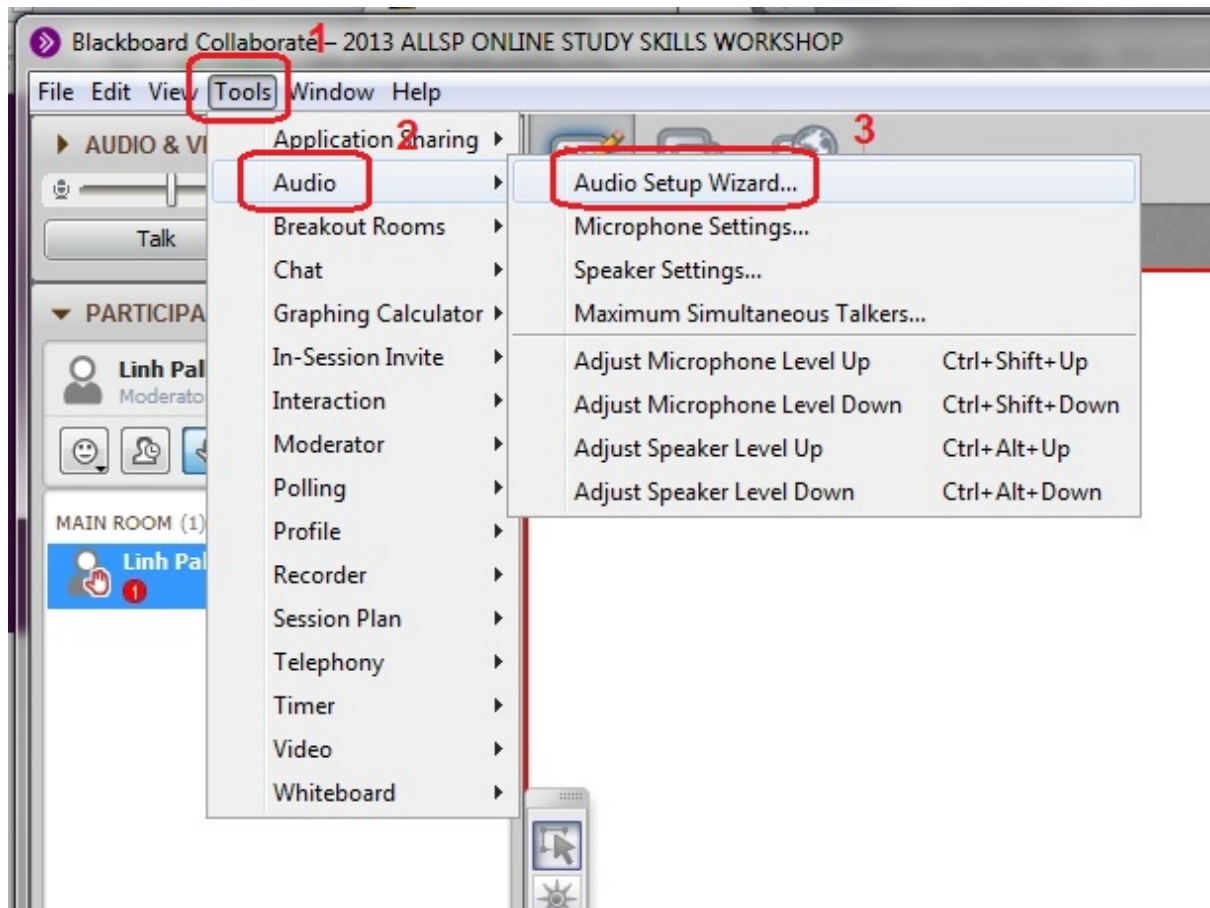 1
Blackboard Collaborate – 2013 ALLSP ONLINE STUDY SKILLS WORKSHOP
File Edit View Tools Window Help
2
3
AUDIO & VI
Talk
PARTICIPA
Linh Pal
Moderato
MAIN ROOM (1)
Linh Pal
1
Application Sharing
Audio
Breakout Rooms
Chat
Graphing Calculator
In-Session Invite
Interaction
Moderator
Polling
Profile
Recorder
Session Plan
Telephony
Timer
Video
Whiteboard
Audio Setup Wizard...
Microphone Settings...
Speaker Settings...
Maximum Simultaneous Talkers...
Adjust Microphone Level Up Ctrl+Shift+Up
Adjust Microphone Level Down Ctrl+Shift+Down
Adjust Speaker Level Up Ctrl+Alt+Up
Adjust Speaker Level Down Ctrl+Alt+Down